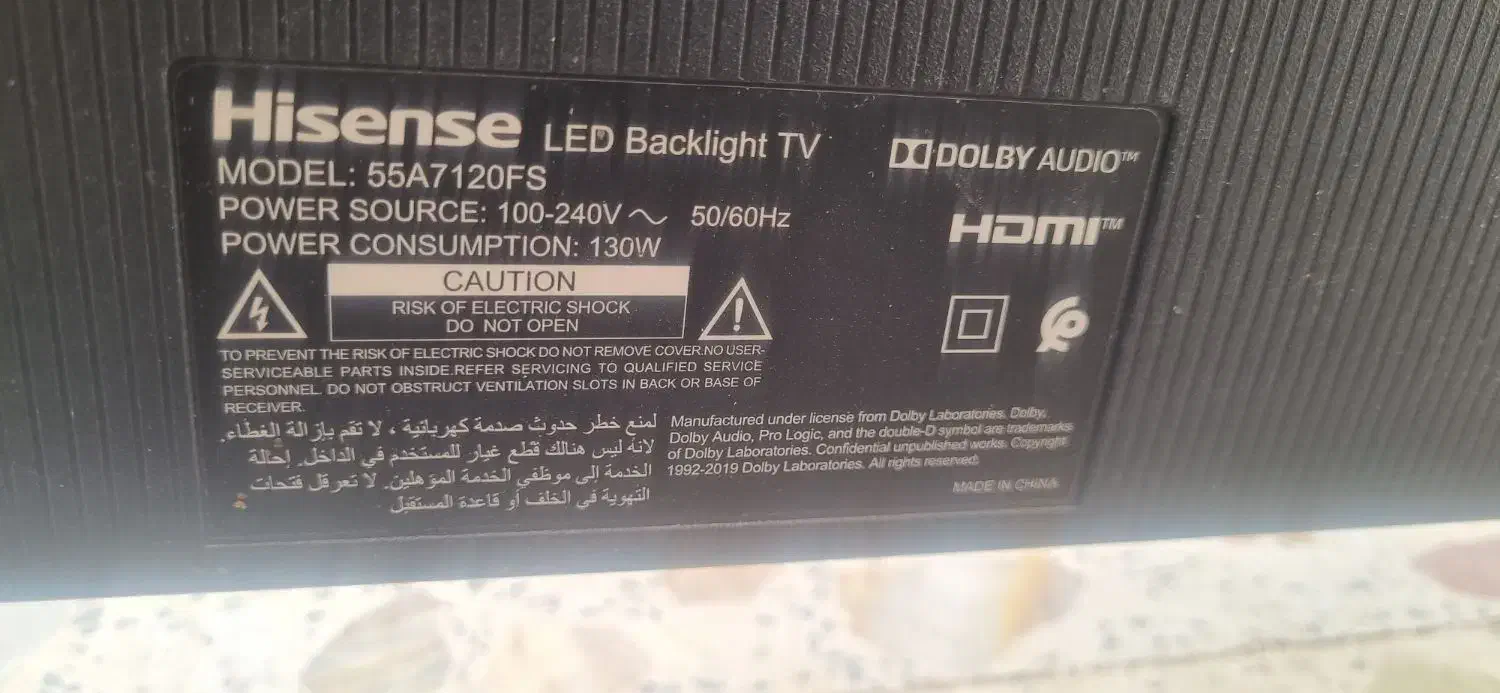 Hisense LED Backlight TV
DOLBY AUDIO™
MODEL: 55A7120FS
POWER SOURCE: 100-240V ~ 50/60Hz
HDMI™
POWER CONSUMPTION: 130W
CAUTION
RISK OF ELECTRIC SHOCK
DO NOT OPEN
TO PREVENT THE RISK OF ELECTRIC SHOCK DO NOT REMOVE COVER.NO USER-
SERVICEABLE PARTS INSIDE.REFER SERVICING TO QUALIFIED SERVICE
PERSONNEL. DO NOT OBSTRUCT VENTILATION SLOTS IN BACK OR BASE OF
RECEIVER.
لمنع خطر حدوث صدمة كهربائية ، لا تقم بإزالة الغطاء.
لانه ليس هنالك قطع غيار للمستخدم في الداخل. إحالة
الخدمة إلى موظفي الخدمة المؤهلين. لا تعرقل فتحات
التهوية في الخلف أو قاعدة المستقبل
Manufactured under license from Dolby Laboratories. Dolby,
Dolby Audio, Pro Logic, and the double-D symbol are trademarks
of Dolby Laboratories. Confidential unpublished works. Copyright
1992-2019 Dolby Laboratories. All rights reserved.
MADE IN CHINA